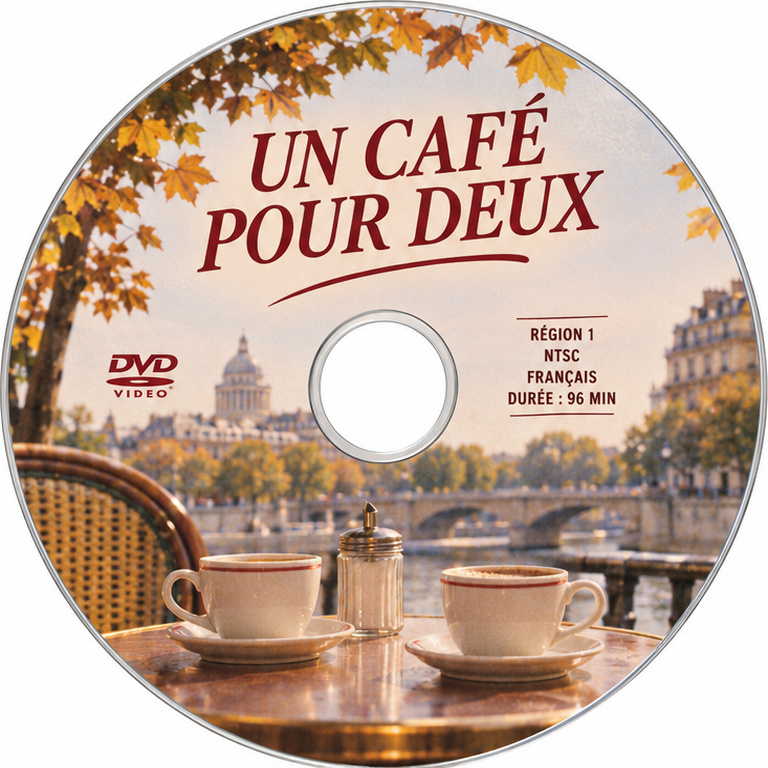 UN CAFÉ
POUR DEUX
DVD
VIDEO
RÉGION 1
NTSC
FRANÇAIS
DURÉE : 96 MIN